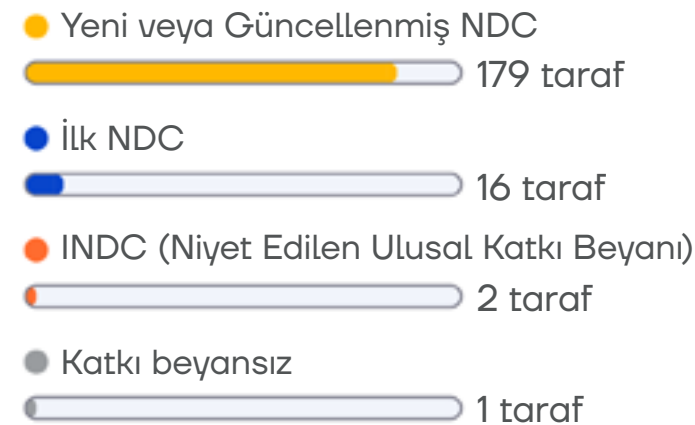 Yeni veya Güncellenmiş NDC
179 taraf
İlk NDC
16 taraf
INDC (Niyet Edilen Ulusal Katkı Beyanı)
2 taraf
Katkı beyansız
1 taraf